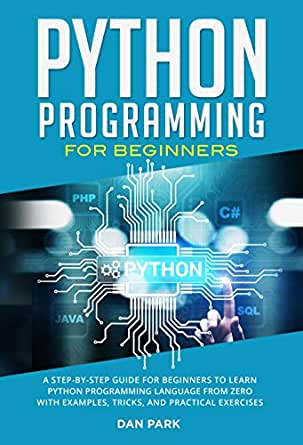 PYTHON
PROGRAMMING
FOR BEGINNERS
PHP
C#
PYTHON
JAVA
SQL
A STEP-BY-STEP GUIDE FOR BEGINNERS TO LEARN
PYTHON PROGRAMMING LANGUAGE FROM ZERO
WITH EXAMPLES, TRICKS, AND PRACTICAL EXERCISES
DAN PARK